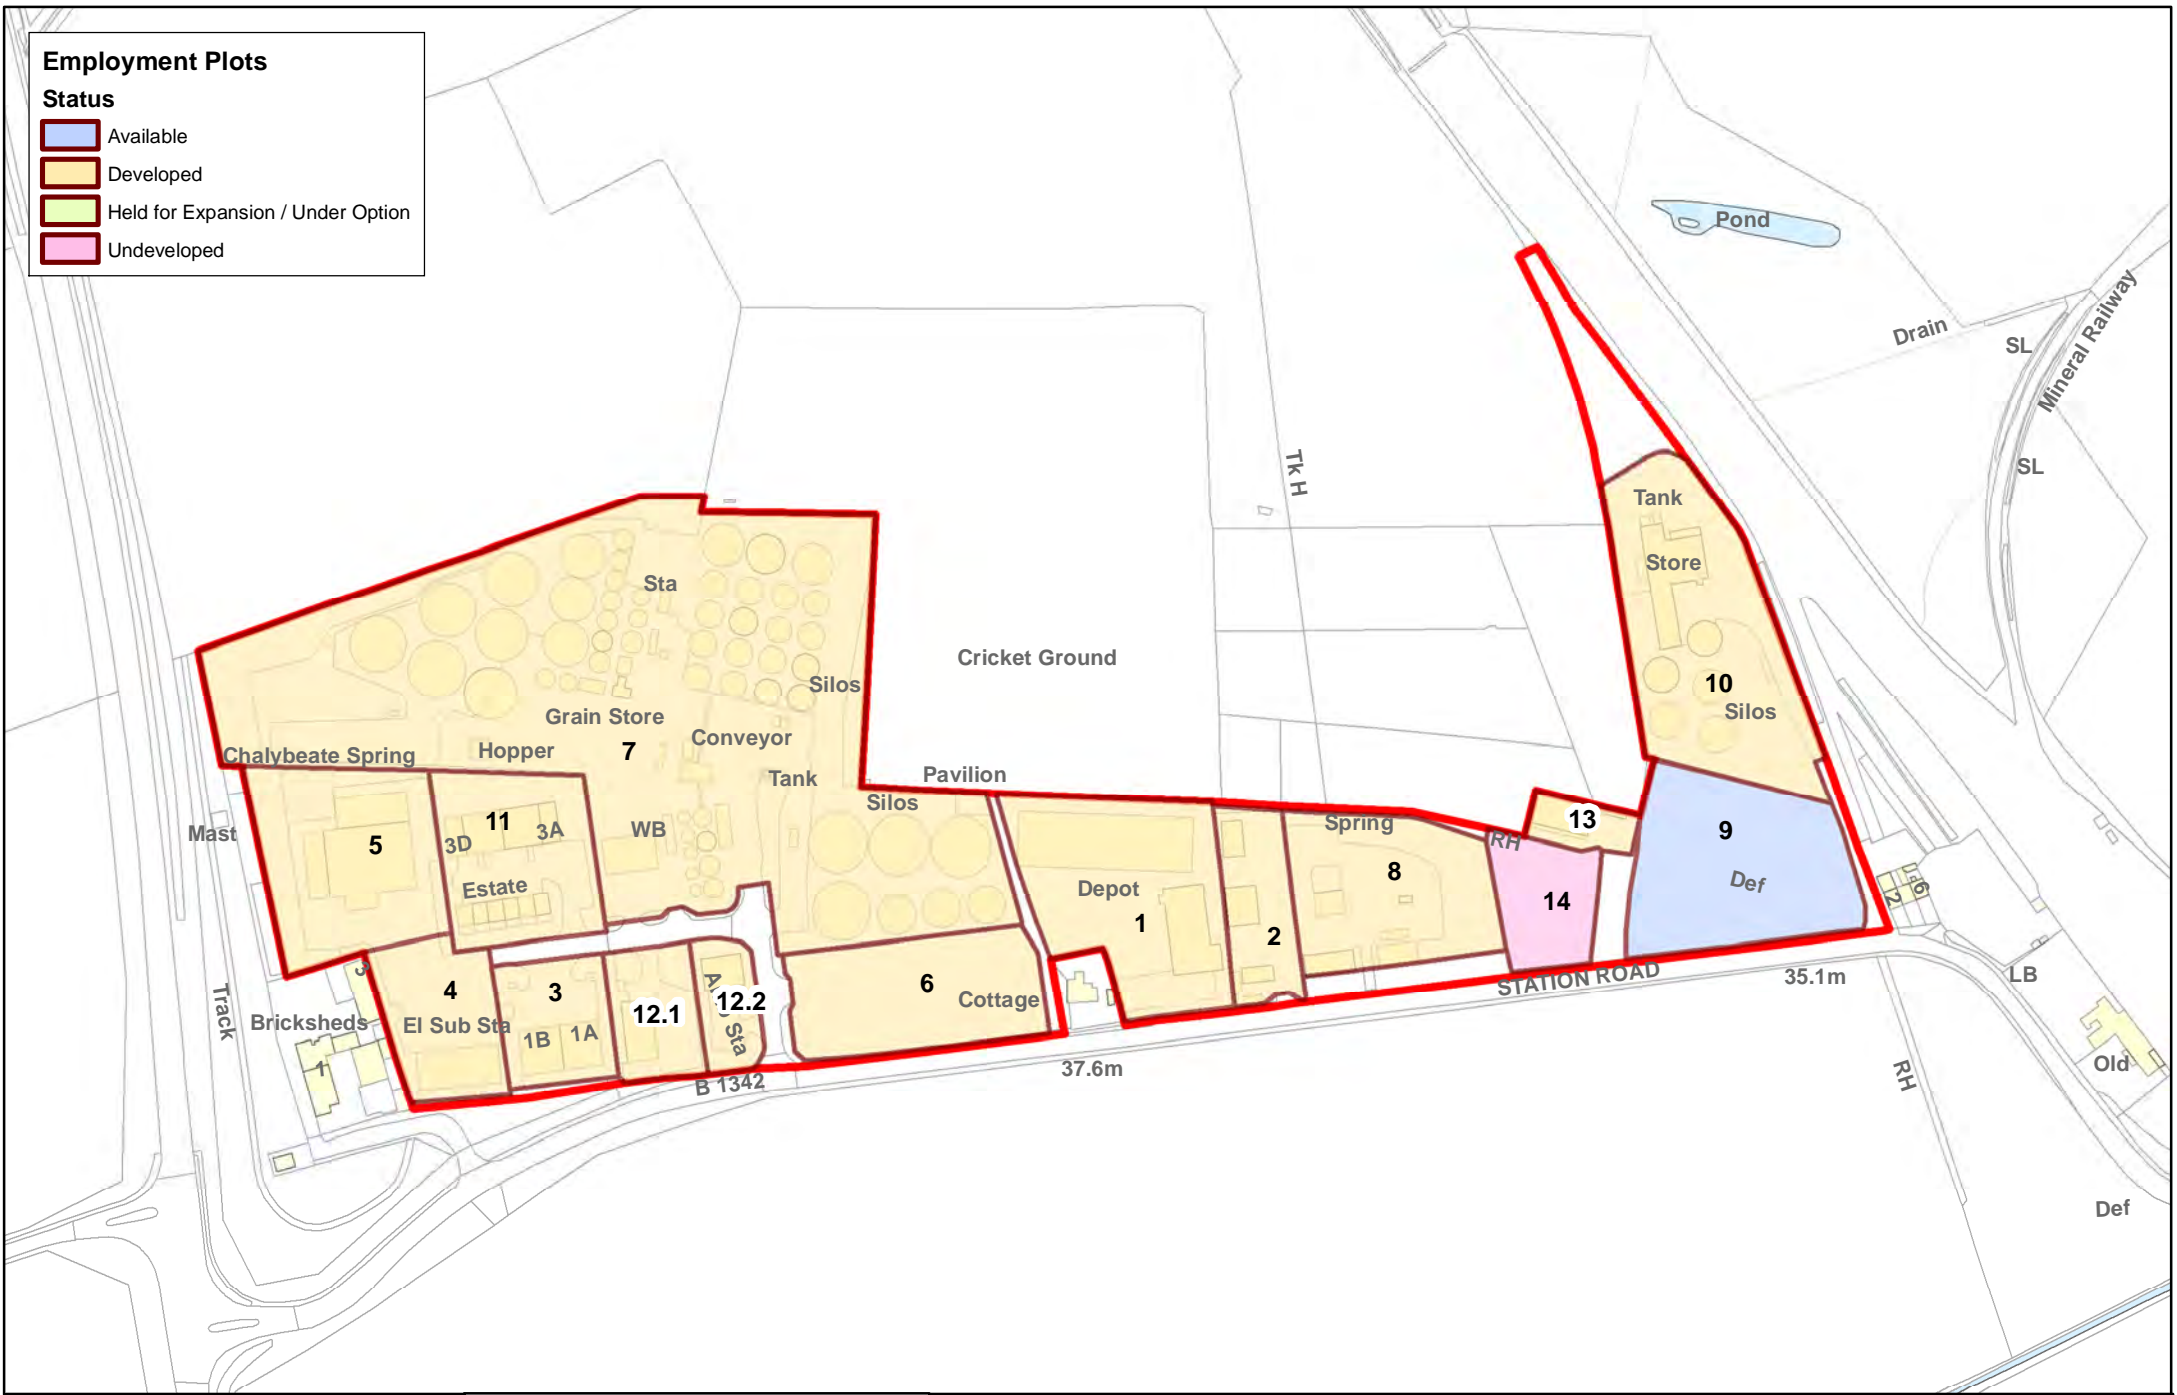 Employment Plots
Status
Available
Developed
Held for Expansion / Under Option
Undeveloped
Pond
Drain
SL
Mineral Railway
SL
Tk H
Tank
Store
Sta
Cricket Ground
Silos
10
Silos
Grain Store
Conveyor
Chalybeate Spring
Hopper
7
Tank
Pavilion
Silos
Mast
5
11
3D
3A
WB
Spring
RH
13
9
Estate
Depot
8
Def
14
1
2
2
6
3
4
3
12.1
12.2
6
Cottage
STATION ROAD
35.1m
LB
Track
Bricksheds
El Sub Sta
1B
1A
Sta
1
B 1342
37.6m
RH
Old
Def